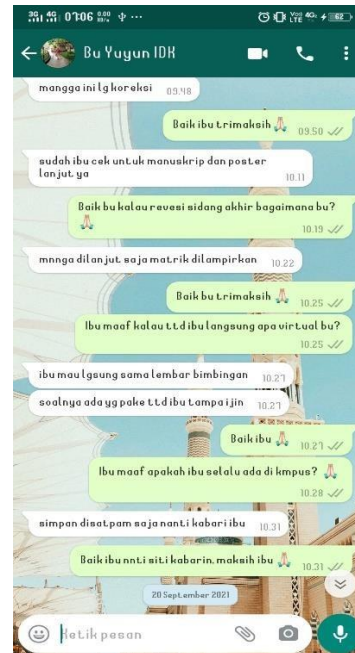 07:06
Bu Yuyun IDK
mangga ini lg koreksi 09.48
Baik ibu trimaksih 09.50
sudah ibu cek untuk manuskrip dan poster
lanjut ya 10.11
Baik bu kalau revesi sidang akhir bagaimana bu?
10.19
mnnga dilanjut saja matrik dilampirkan 10.22
Baik bu trimaksih 10.25
Ibu maaf kalau ttd ibu langsung apa virtual bu?
10.25
ibu mau lgsung sama lembar bimbingan 10.27
soalnya ada yg pake ttd ibu tampa ijin 10.27
Baik ibu 10.27
Ibu maaf apakah ibu selalu ada di kmpus?
10.28
simpan disatpam saja nanti kabari ibu 10.31
Baik ibu nnti siti kabarin, maksih ibu 10.31
20 September 2021
Ketik pesan